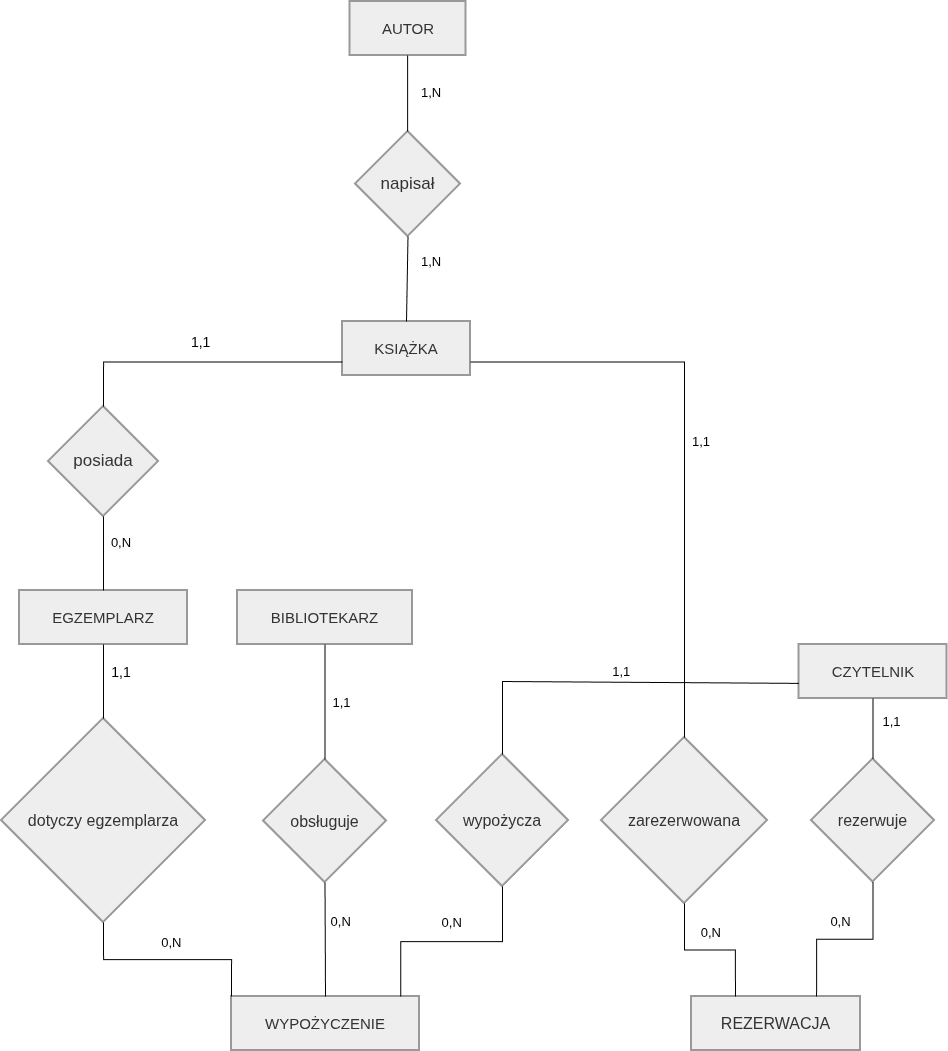 AUTOR
1,N
napisał
1,N
KSIĄŻKA
1,1
1,1
posiada
0,N
EGZEMPLARZ
BIBLIOTEKARZ
CZYTELNIK
1,1
1,1
1,1
1,1
dotyczy egzemplarza
obsługuje
wypożycza
zarezerwowana
rezerwuje
0,N
0,N
0,N
0,N
0,N
WYPOŻYCZENIE
REZERWACJA